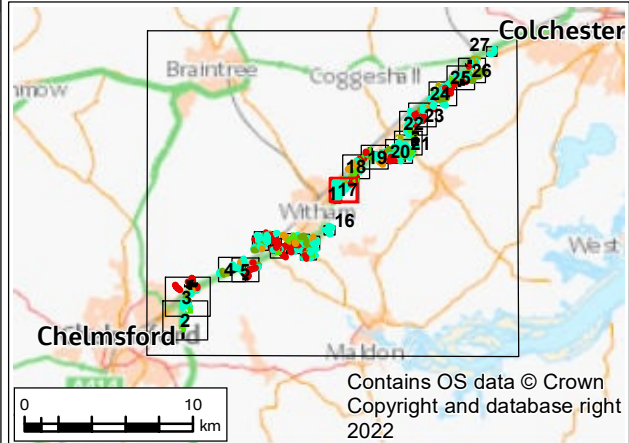 27
Colchester
Braintree
Coggeshall
26
25
24
23
22
21
20
19
18
17
Witham
16
4
5
3
2
Chelmsford
West
Maldon
0
10
km
Contains OS data © Crown
Copyright and database right
2022